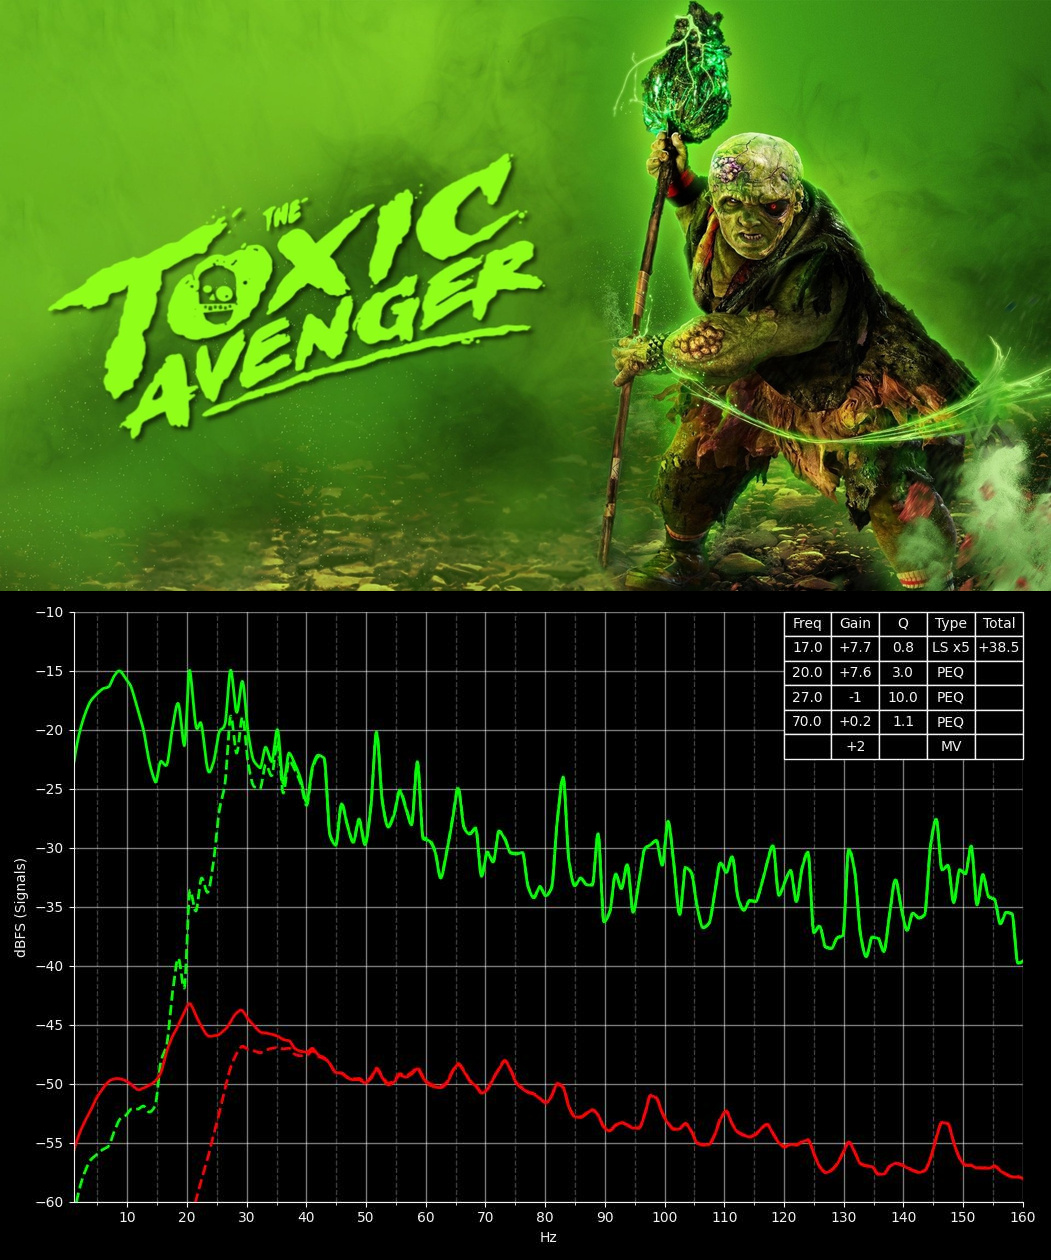 THE
TOXIC
AVENGER
−10
−15
−20
−25
−30
−35
−40
−45
−50
−55
−60
dBFS (Signals)
Freq Gain Q Type Total
17.0 +7.7 0.8 LS x5 +38.5
20.0 +7.6 3.0 PEQ
27.0 -1 10.0 PEQ
70.0 +0.2 1.1 PEQ
+2 MV
10 20 30 40 50 60 70 80 90 100 110 120 130 140 150 160
Hz